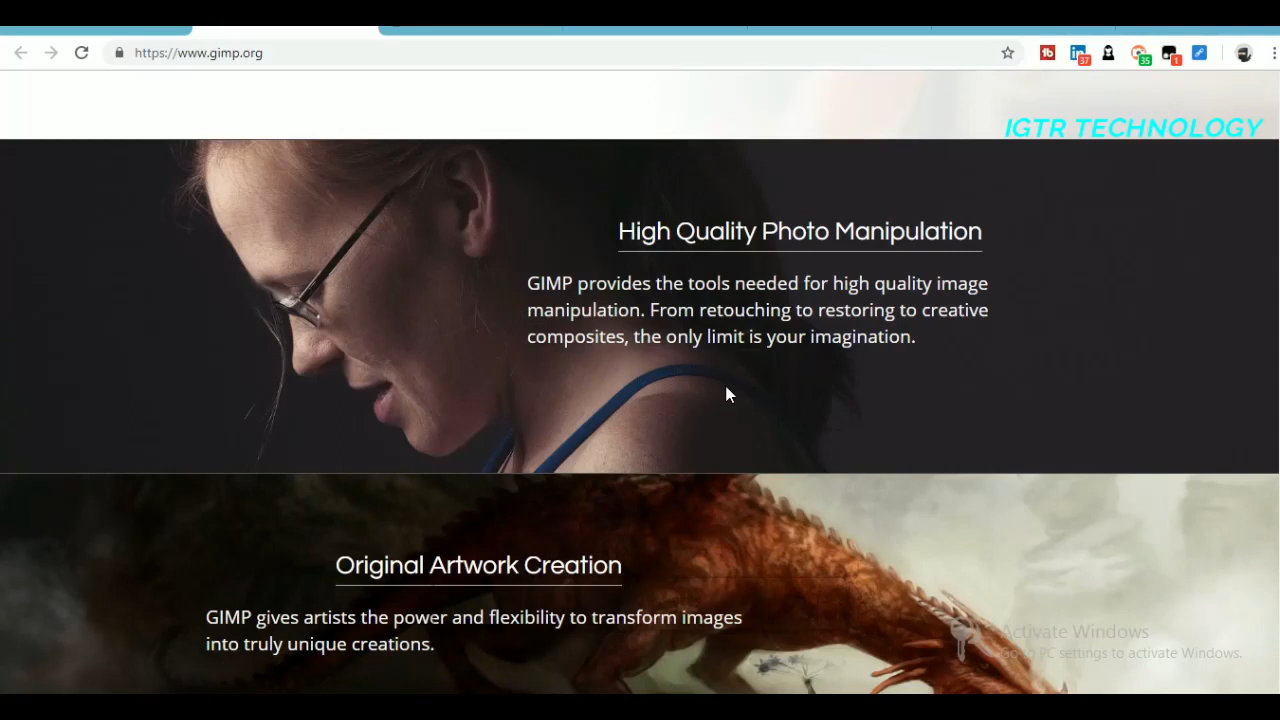 https://www.gimp.org
37
35
1
IGTR TECHNOLOGY
High Quality Photo Manipulation
GIMP provides the tools needed for high quality image
manipulation. From retouching to restoring to creative
composites, the only limit is your imagination.
Original Artwork Creation
GIMP gives artists the power and flexibility to transform images
into truly unique creations.
Activate Windows
Go to PC settings to activate Windows.